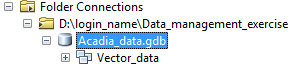 Folder Connections
D:\login_name\Data_management_exercise
Acadia_data.gdb
Vector_data